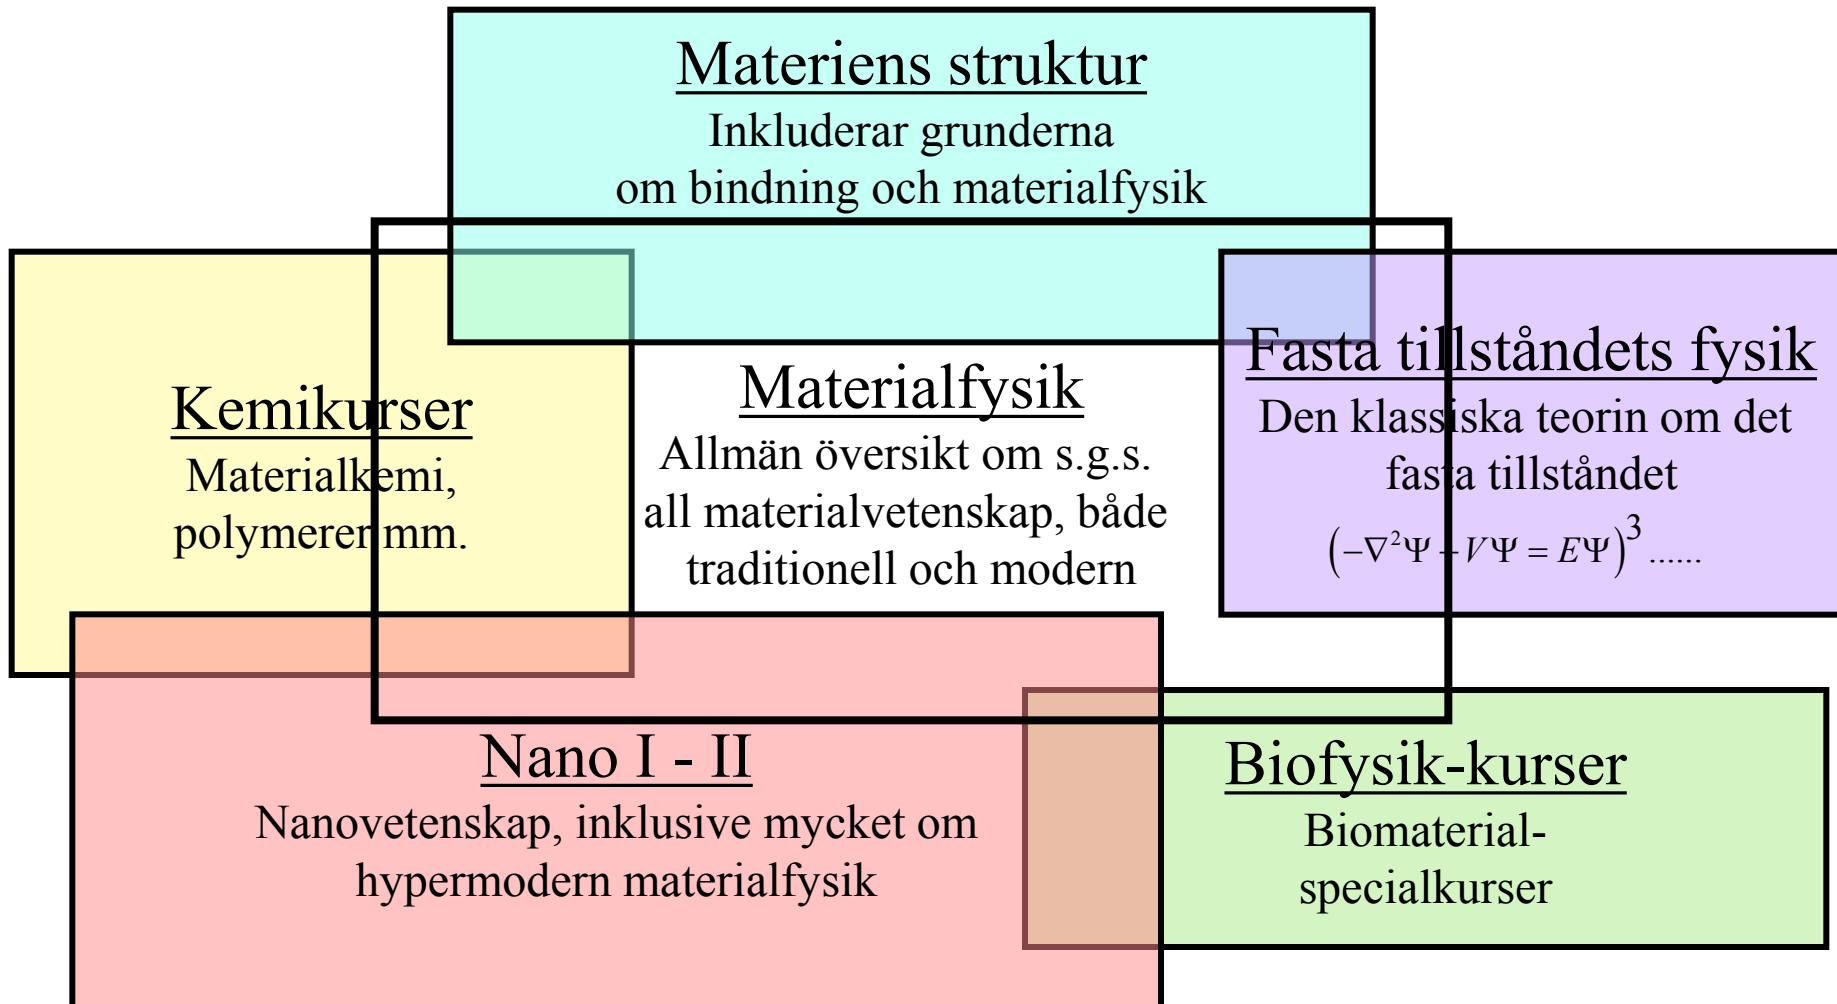 Materiens struktur
Inkluderar grunderna
om bindning och materialfysik
Kemikurser
Materialkemi,
polymerer mm.
Materialfysik
Allmän översikt om s.g.s.
all materialvetenskap, både
traditionell och modern
Fasta tillståndets fysik
Den klassiska teorin om det
fasta tillståndet
(−∇²Ψ + VΨ = EΨ)³ ......
Nano I - II
Nanovetenskap, inklusive mycket om
hypermodern materialfysik
Biofysik-kurser
Biomaterial-
specialkurser